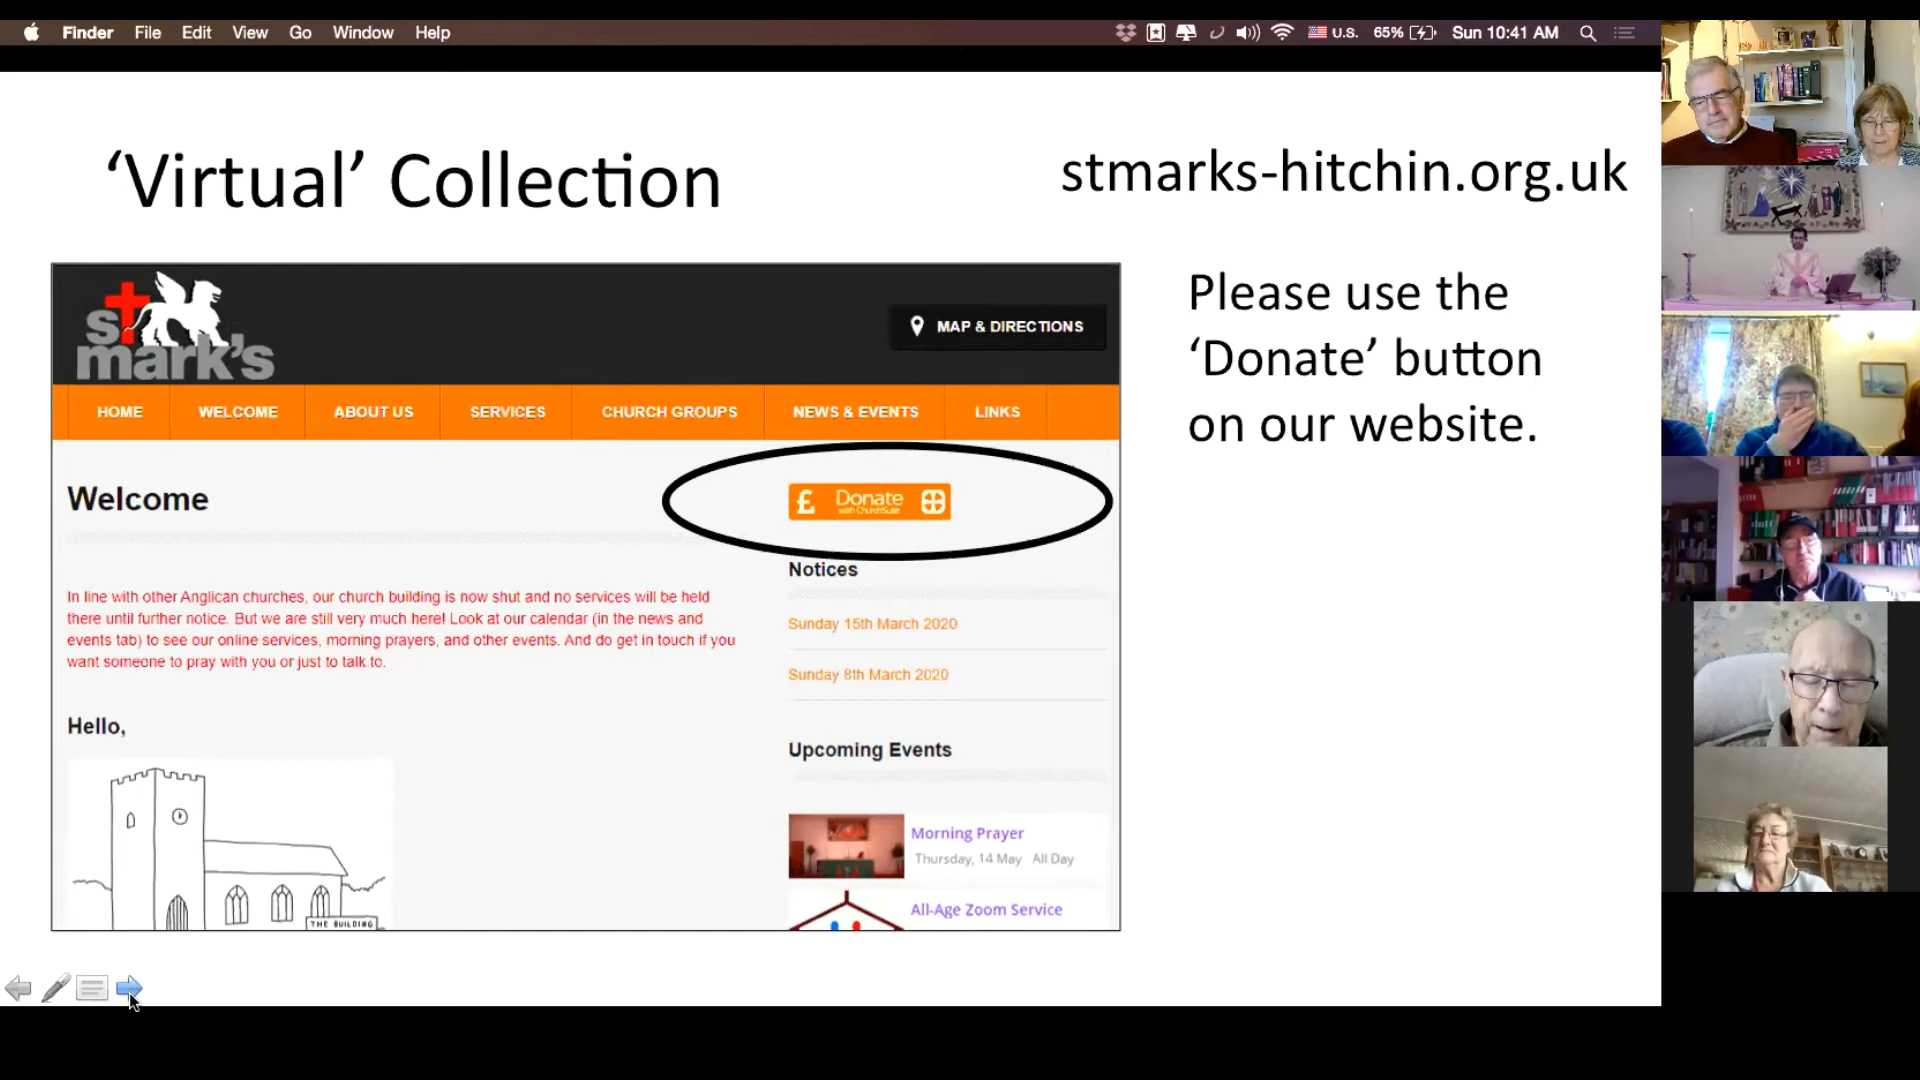 Finder File Edit View Go Window Help U.S. 65% Sun 10:41 AM
‘Virtual’ Collection
stmarks-hitchin.org.uk
Please use the
‘Donate’ button
on our website.
st
mark's
MAP & DIRECTIONS
HOME WELCOME ABOUT US SERVICES CHURCH GROUPS NEWS & EVENTS LINKS
Welcome
£ Donate
with ChurchSuite
In line with other Anglican churches, our church building is now shut and no services will be held
there until further notice. But we are still very much here! Look at our calendar (in the news and
events tab) to see our online services, morning prayers, and other events. And do get in touch if you
want someone to pray with you or just to talk to.
Hello,
THE BUILDING
Notices
Sunday 15th March 2020
Sunday 8th March 2020
Upcoming Events
Morning Prayer
Thursday, 14 May All Day
All-Age Zoom Service